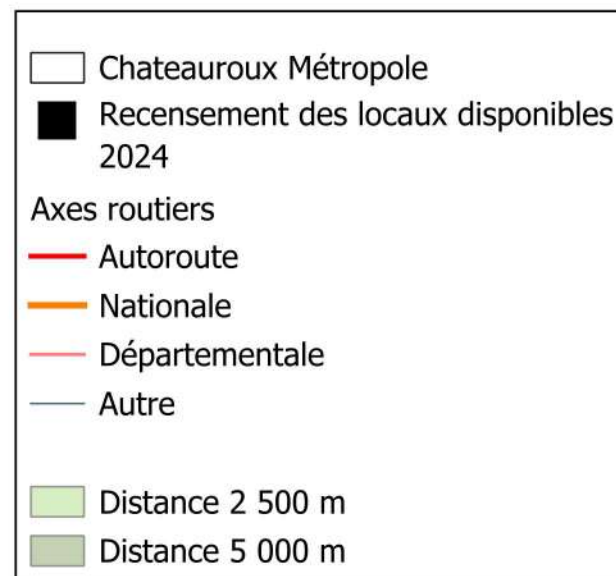 Chateauroux Métropole
Recensement des locaux disponibles
2024
Axes routiers
Autoroute
Nationale
Départementale
Autre
Distance 2 500 m
Distance 5 000 m